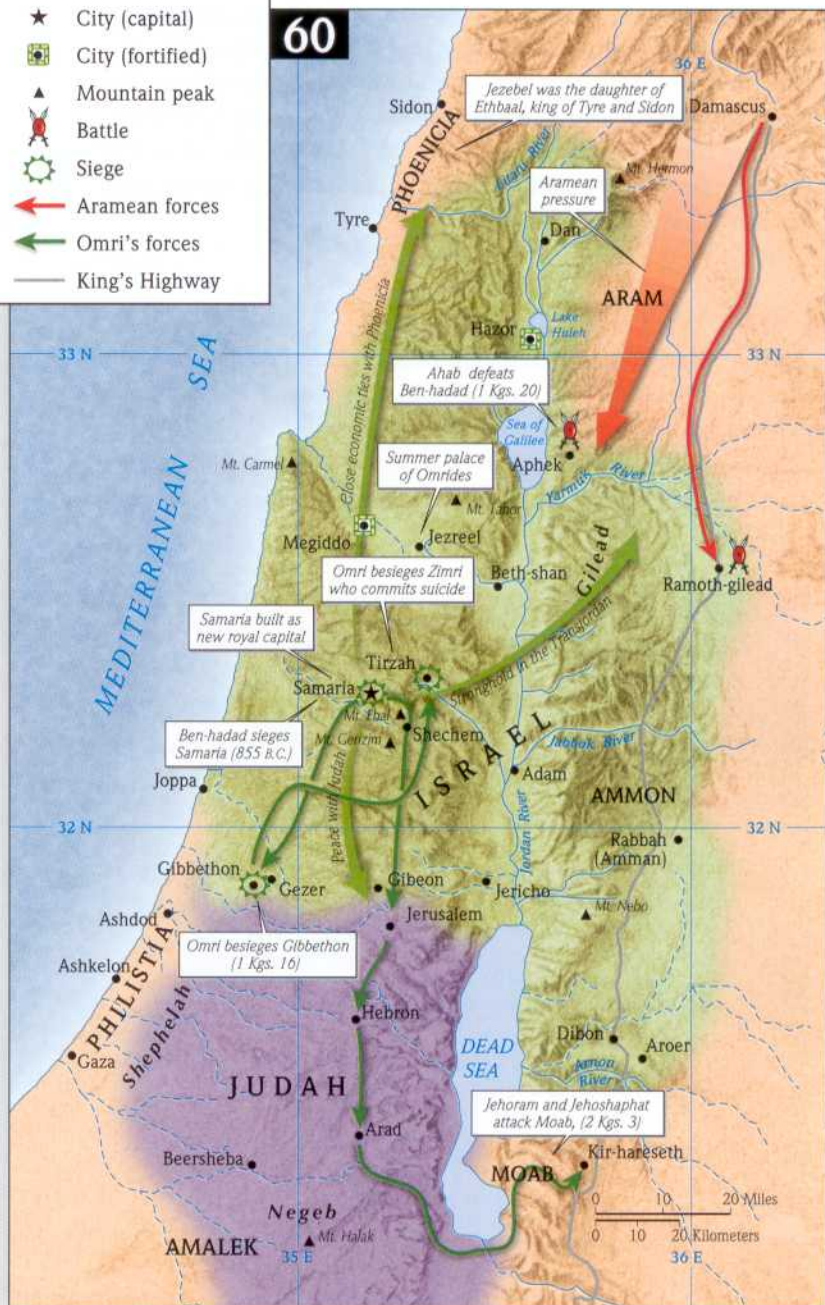 City (capital)
City (fortified)
Mountain peak
Battle
Siege
Aramean forces
Omri's forces
King's Highway
60
36 E
Jezebel was the daughter of
Ethbaal, king of Tyre and Sidon
Sidon
Damascus
PHOENICIA
Litani River
Mt. Hermon
Aramean
pressure
Tyre
Dan
ARAM
Hazor
Lake
Huleh
33 N
33 N
MEDITERRANEAN SEA
Close economic ties with Phoenicia
Ahab defeats
Ben-hadad (1 Kgs. 20)
Sea of
Galilee
Aphek
Mt. Carmel
Summer palace
of Omrides
Yarmuk River
Mt. Tabor
Megiddo
Jezreel
Gilead
Omri besieges Zimri
who commits suicide
Beth-shan
Ramoth-gilead
Samaria built as
new royal capital
Tirzah
Stronghold in the Transjordan
Samaria
Mt. Ebal
Ben-hadad sieges
Samaria (855 B.C.)
Mt. Gerizim
Shechem
ISRAEL
Jabbok River
Adam
Joppa
AMMON
Peace with Judah
Jordan River
32 N
32 N
Rabbah
(Amman)
Gibbethon
Gezer
Gibeon
Jericho
Mt. Nebo
Ashdod
Jerusalem
Omri besieges Gibbethon
(1 Kgs. 16)
Ashkelon
PHILISTIA
Shephelah
Hebron
DEAD
SEA
Dibon
Aroer
Gaza
Arnon
River
JUDAH
Jehoram and Jehoshaphat
attack Moab, (2 Kgs. 3)
Arad
Beersheba
MOAB
Kir-hareseth
0 10 20 Miles
0 10 20 Kilometers
Negeb
Mt. Halak
AMALEK
35 E
36 E